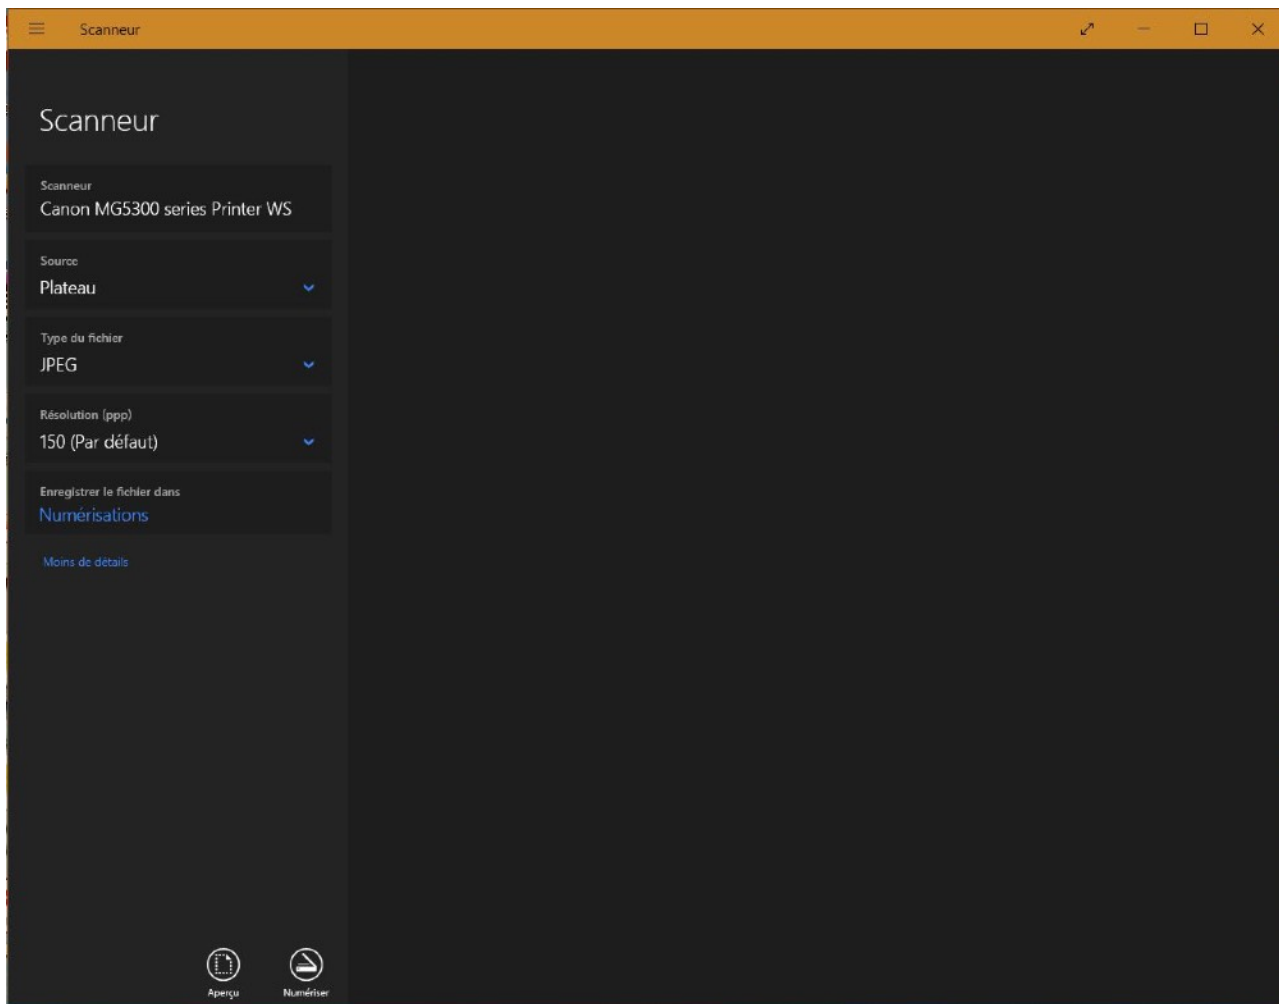 Scanneur
Scanneur
Scanneur
Canon MG5300 series Printer WS
Source
Plateau
Type du fichier
JPEG
Résolution (ppp)
150 (Par défaut)
Enregistrer le fichier dans
Numérisations
Moins de détails
Aperçu
Numériser